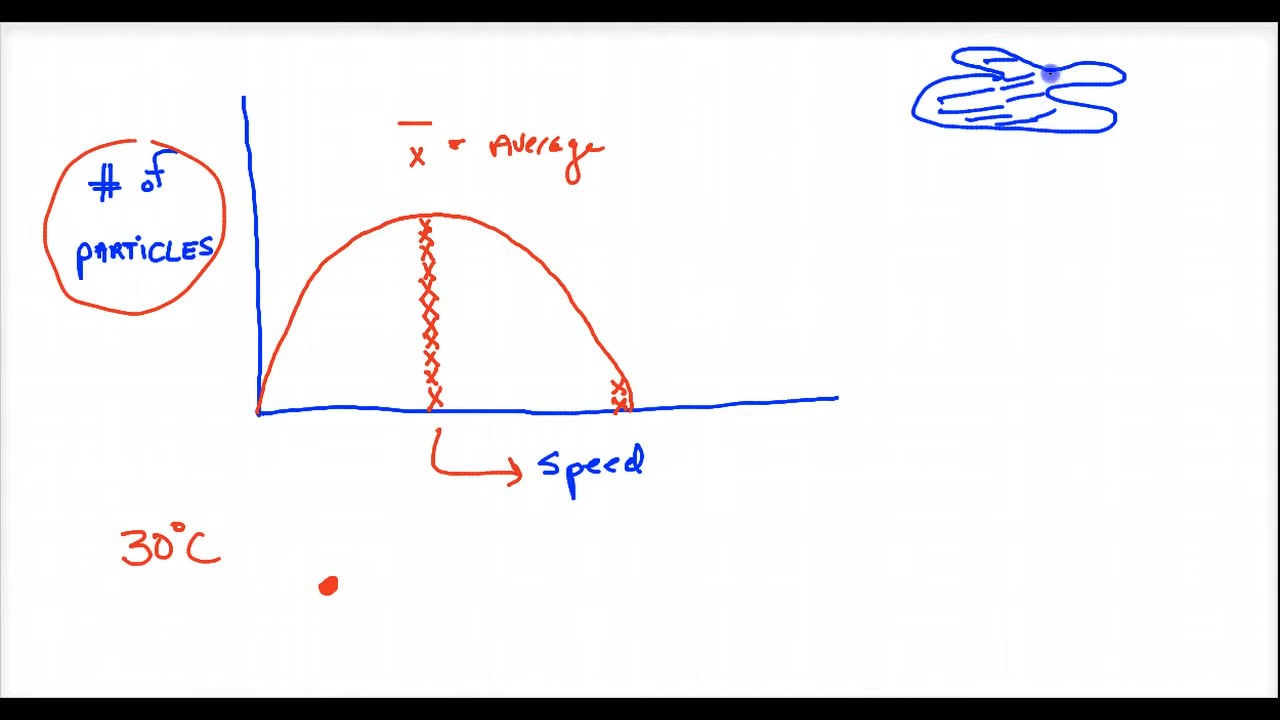 # of
PARTICLES
x̄ = Average
Speed
30°C